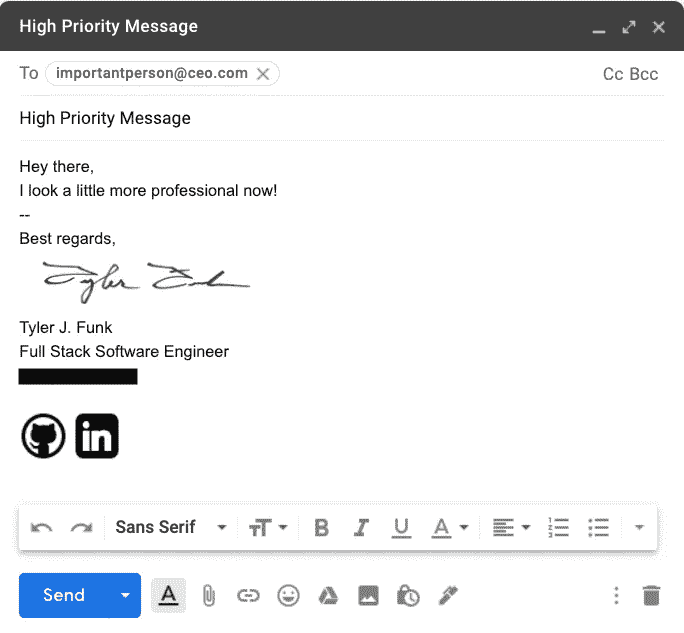 High Priority Message
To importantperson@ceo.com Cc Bcc
High Priority Message
Hey there,
I look a little more professional now!
--
Best regards,
Tyler Funk
Tyler J. Funk
Full Stack Software Engineer
in
Sans Serif B I U A
Send A